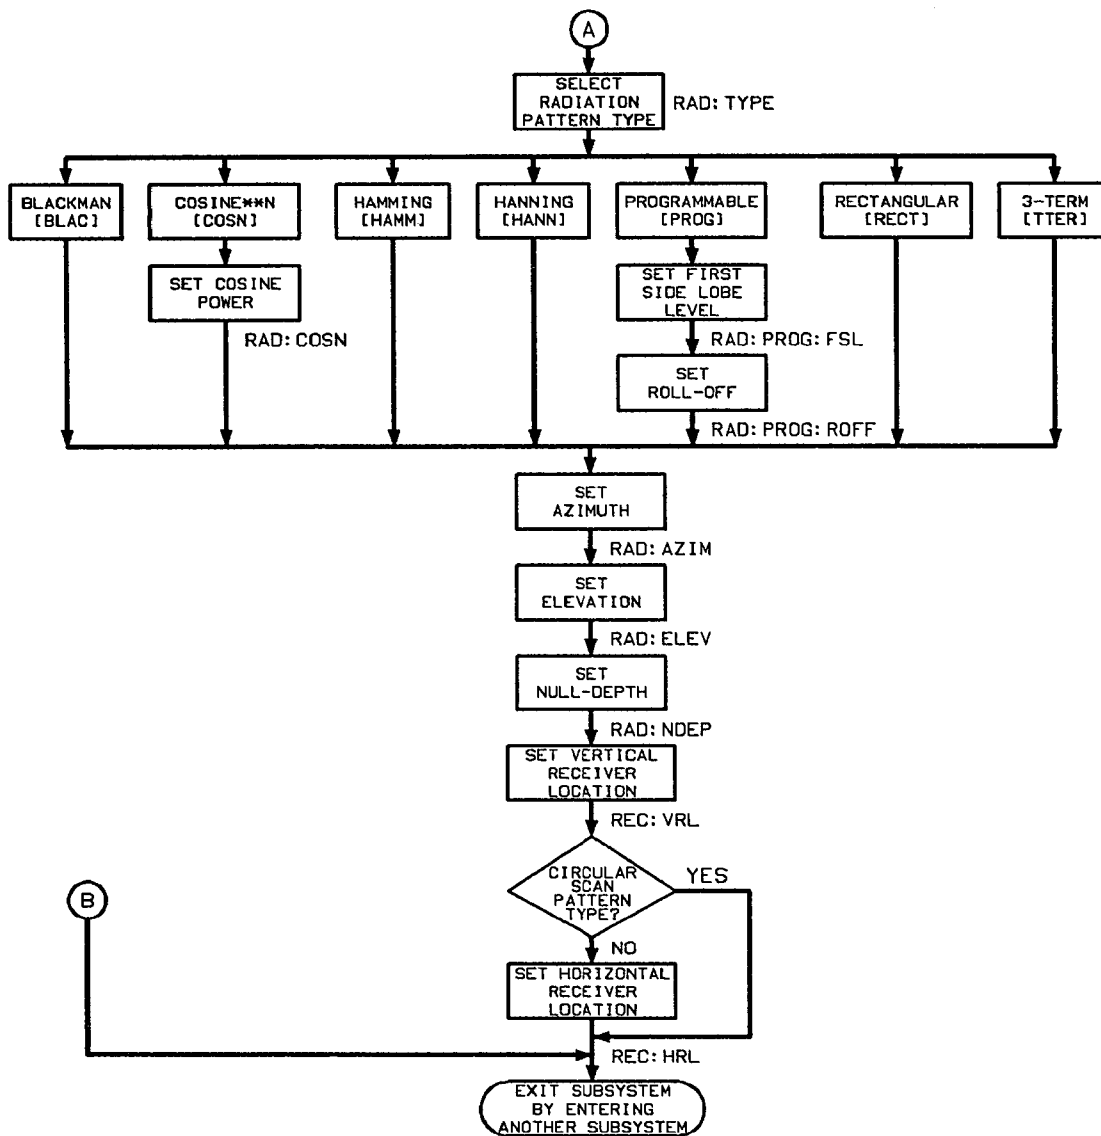 A
SELECT
RADIATION
PATTERN TYPE
RAD: TYPE
BLACKMAN
[BLAC]
COSINE**N
[COSN]
HAMMING
[HAMM]
HANNING
[HANN]
PROGRAMMABLE
[PROG]
RECTANGULAR
[RECT]
3-TERM
[TTER]
SET COSINE
POWER
RAD: COSN
SET FIRST
SIDE LOBE
LEVEL
RAD: PROG: FSL
SET
ROLL-OFF
RAD: PROG: ROFF
SET
AZIMUTH
RAD: AZIM
SET
ELEVATION
RAD: ELEV
SET
NULL-DEPTH
RAD: NDEP
SET VERTICAL
RECEIVER
LOCATION
REC: VRL
CIRCULAR
SCAN
PATTERN
TYPE?
YES
B
NO
SET HORIZONTAL
RECEIVER
LOCATION
REC: HRL
EXIT SUBSYSTEM
BY ENTERING
ANOTHER SUBSYSTEM